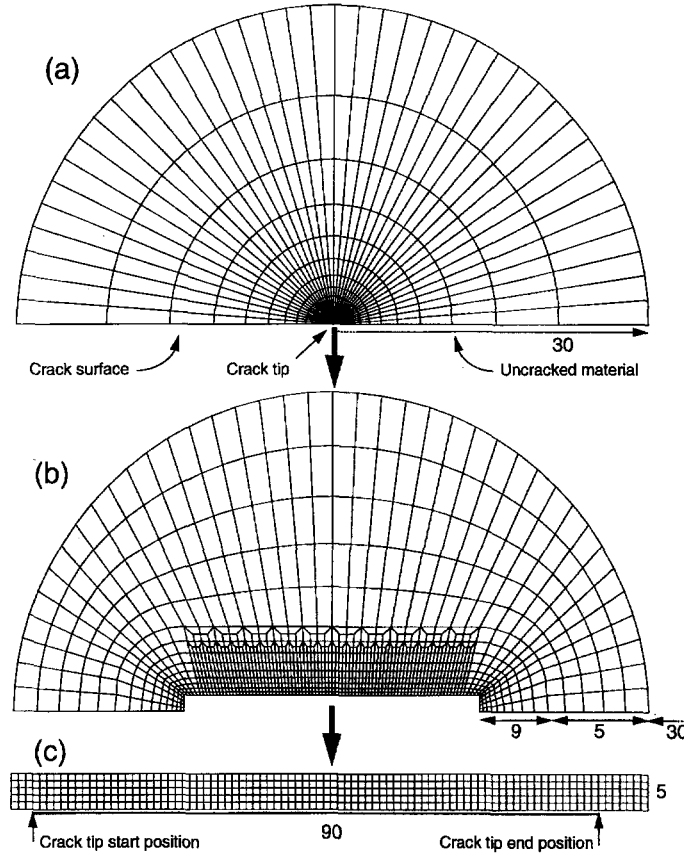 (a)
30
Crack surface
Crack tip
Uncracked material
(b)
9
5
30
(c)
5
Crack tip start position
90
Crack tip end position